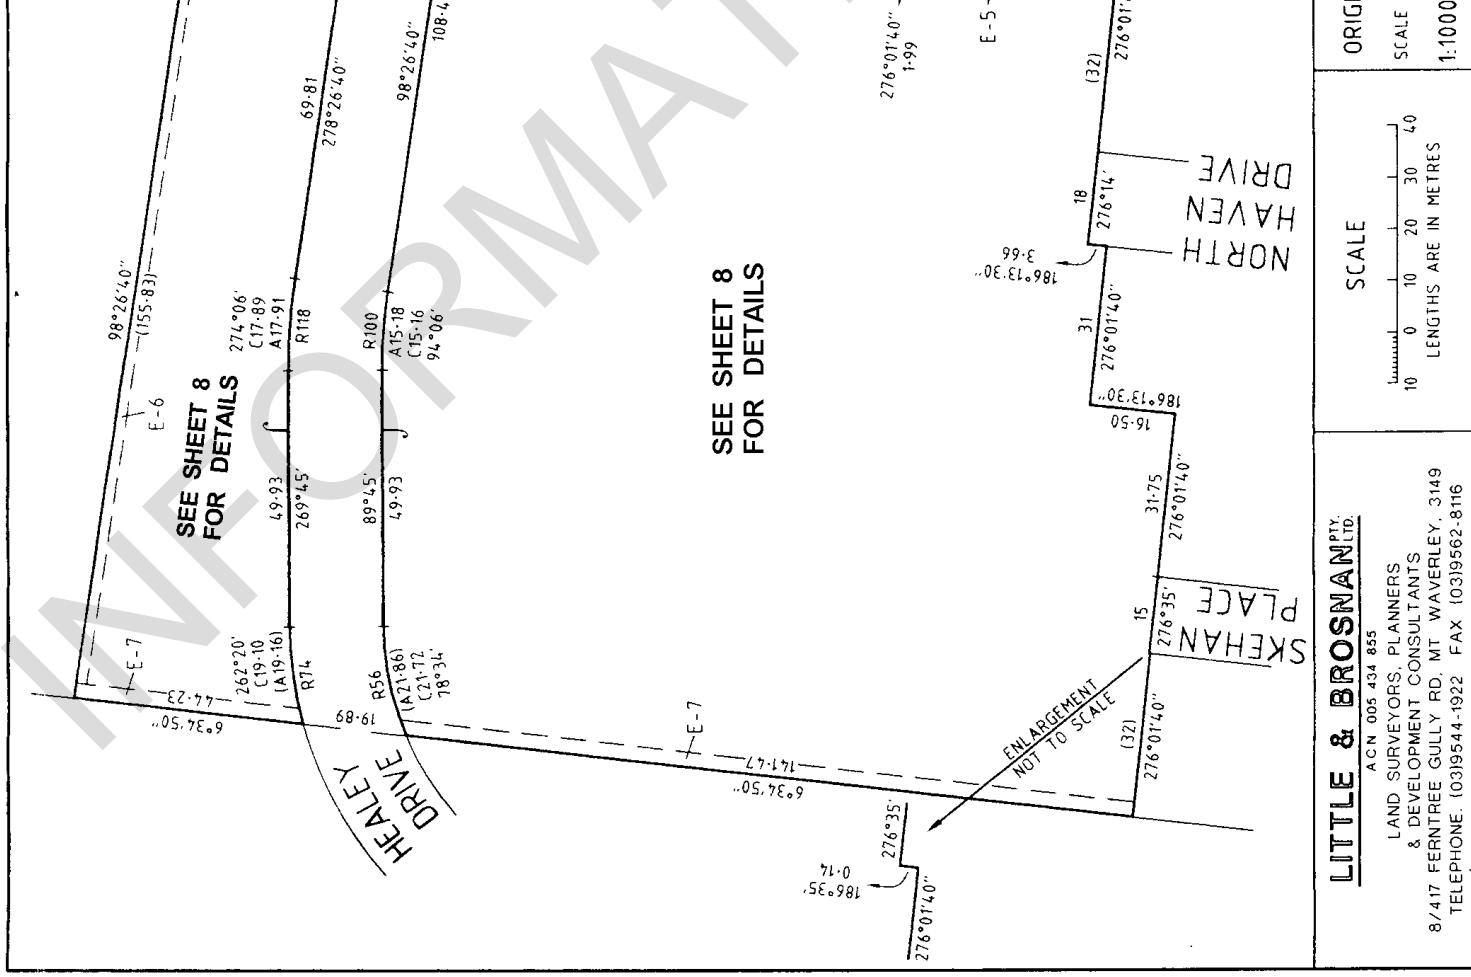 INFORMAT
98°26'40"
(155·83)
E-6
SEE SHEET 8
FOR DETAILS
E-7
44·23
6°34'50"
262°20'
C19·10
(A19·16)
R74
49·93
269°45'
274°06'
C17·89
A17·91
R118
69·81
278°26'40"
98°26'40"
108·4
R100
A15·18
C15·16
94°06'
89°45'
49·93
R56
(A21·86)
C21·72
78°34'
19·89
HEALEY
DRIVE
SEE SHEET 8
FOR DETAILS
E-7
141·47
6°34'50"
276°01'40"
1·99
E-5
276°01'
(32)
18
276°14'
NORTH
HAVEN
DRIVE
186°13'30"
3·66
31
276°01'40"
186°13'30"
16·50
31·75
276°01'40"
SKEHAN
PLACE
15
276°35'
(32)
276°01'40"
ENLARGEMENT
NOT TO SCALE
276°35'
186°35'
0·14
276°01'40"
LITTLE & BROSNAN PTY. LTD.
A C N 005 434 855
LAND SURVEYORS, PLANNERS
& DEVELOPMENT CONSULTANTS
8/417 FERNTREE GULLY RD, MT WAVERLEY, 3149
TELEPHONE. (03)9544-1922 FAX (03)9562-8116
SCALE
10 0 10 20 30 40
LENGTHS ARE IN METRES
ORIGI
SCALE
1:1000